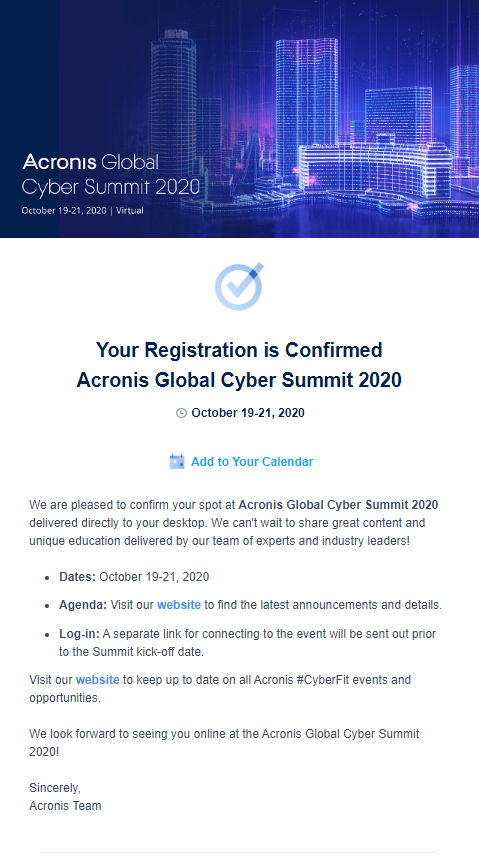 Acronis Global
Cyber Summit 2020
October 19-21, 2020 | Virtual
Your Registration is Confirmed
Acronis Global Cyber Summit 2020
October 19-21, 2020
Add to Your Calendar
We are pleased to confirm your spot at Acronis Global Cyber Summit 2020
delivered directly to your desktop. We can't wait to share great content and
unique education delivered by our team of experts and industry leaders!
• Dates: October 19-21, 2020
• Agenda: Visit our website to find the latest announcements and details.
• Log-in: A separate link for connecting to the event will be sent out prior
to the Summit kick-off date.
Visit our website to keep up to date on all Acronis #CyberFit events and
opportunities.
We look forward to seeing you online at the Acronis Global Cyber Summit
2020!
Sincerely,
Acronis Team